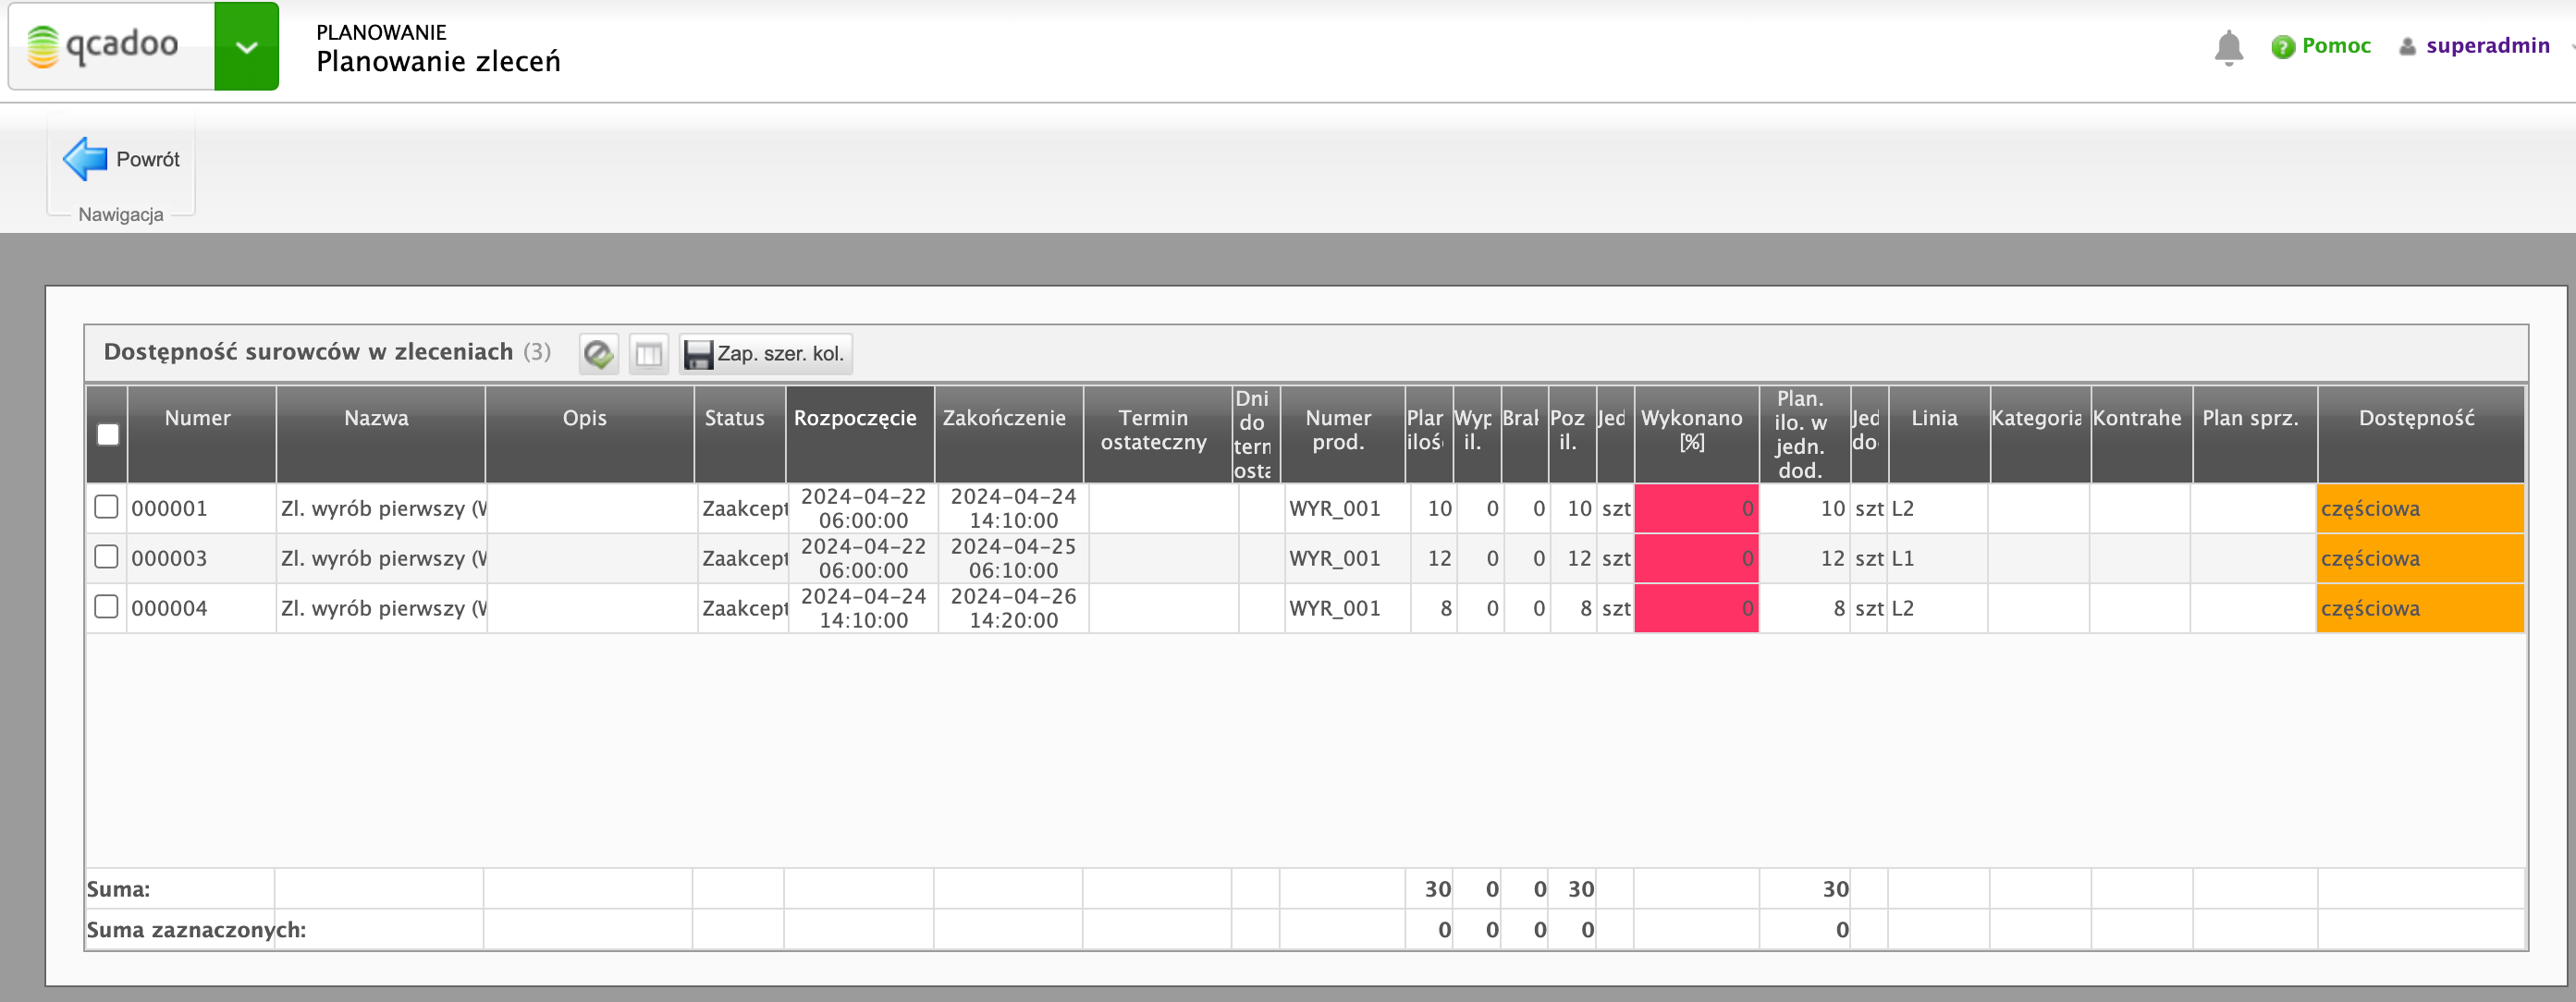 qcadoo
PLANOWANIE
Planowanie zleceń
Pomoc
superadmin
Powrót
Nawigacja
Dostępność surowców w zleceniach (3)
Zap. szer. kol.
Numer Nazwa Opis Status Rozpoczęcie Zakończenie Termin ostateczny Dni do tern osta Numer prod. Plar ilość Wyp il. Brał Poz il. Jed Wykonano [%] Plan. ilo. w jedn. dod. Jed do Linia Kategoria Kontrahe Plan sprz. Dostępność
000001 Zl. wyrób pierwszy (W Zaakcept 2024-04-22 06:00:00 2024-04-24 14:10:00 WYR_001 10 0 0 10 szt 0 10 szt L2 częściowa
000003 Zl. wyrób pierwszy (W Zaakcept 2024-04-22 06:00:00 2024-04-25 06:10:00 WYR_001 12 0 0 12 szt 0 12 szt L1 częściowa
000004 Zl. wyrób pierwszy (W Zaakcept 2024-04-24 14:10:00 2024-04-26 14:20:00 WYR_001 8 0 0 8 szt 0 8 szt L2 częściowa
Suma: 30 0 0 30 30
Suma zaznaczonych: 0 0 0 0 0